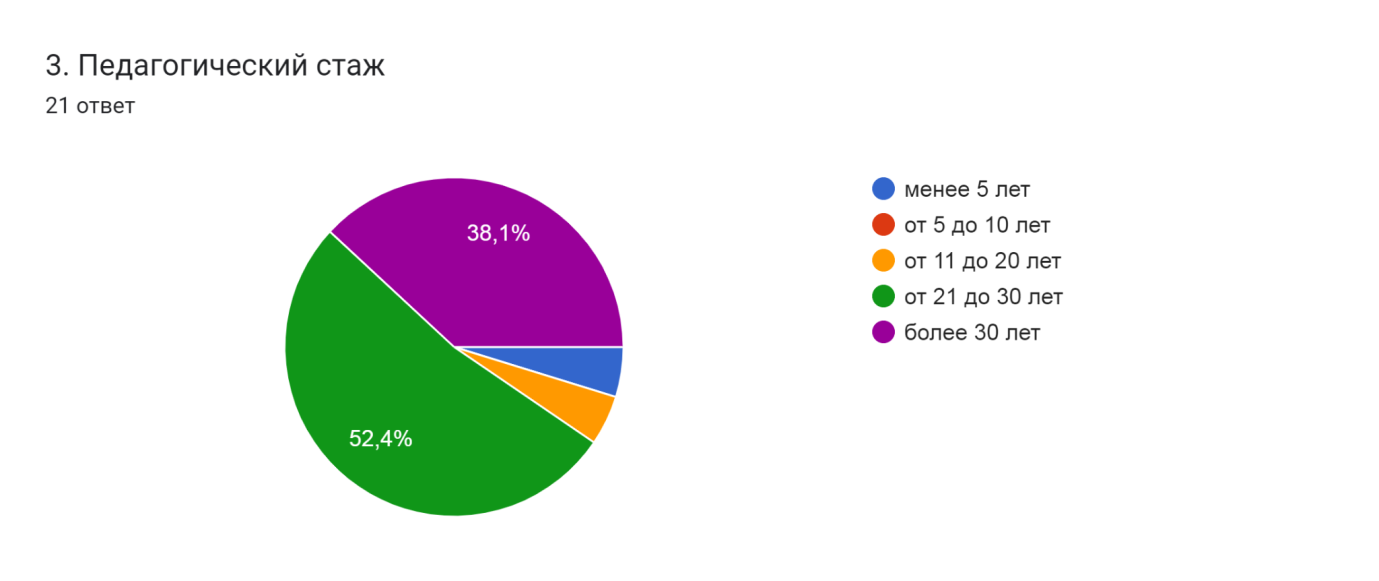 3. Педагогический стаж
21 ответ
38,1%
52,4%
менее 5 лет
от 5 до 10 лет
от 11 до 20 лет
от 21 до 30 лет
более 30 лет